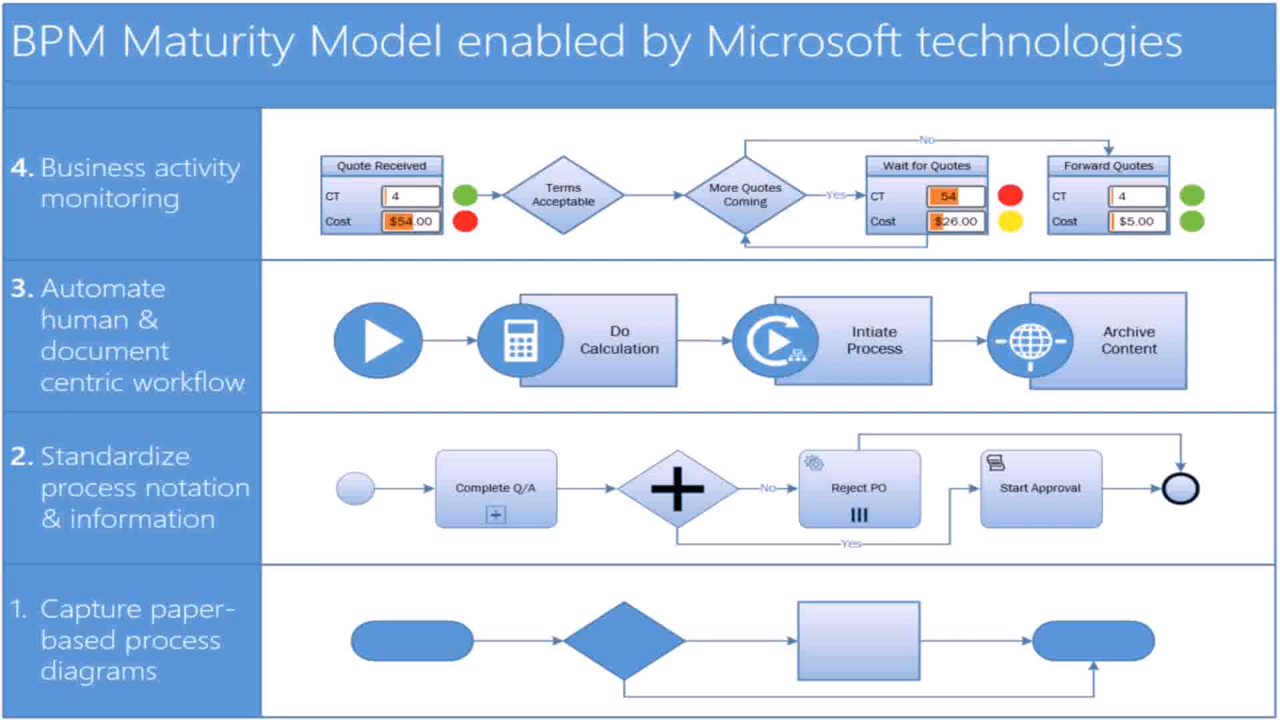 BPM Maturity Model enabled by Microsoft technologies
4. Business activity
monitoring
Quote Received
CT 4
Cost $54.00
Terms
Acceptable
More Quotes
Coming
No
Yes
Wait for Quotes
CT 54
Cost $26.00
Forward Quotes
CT 4
Cost $5.00
3. Automate
human &
document
centric workflow
Do
Calculation
Intiate
Process
Archive
Content
2. Standardize
process notation
& information
Complete Q/A
No
Yes
Reject PO
Start Approval
1. Capture paper-
based process
diagrams